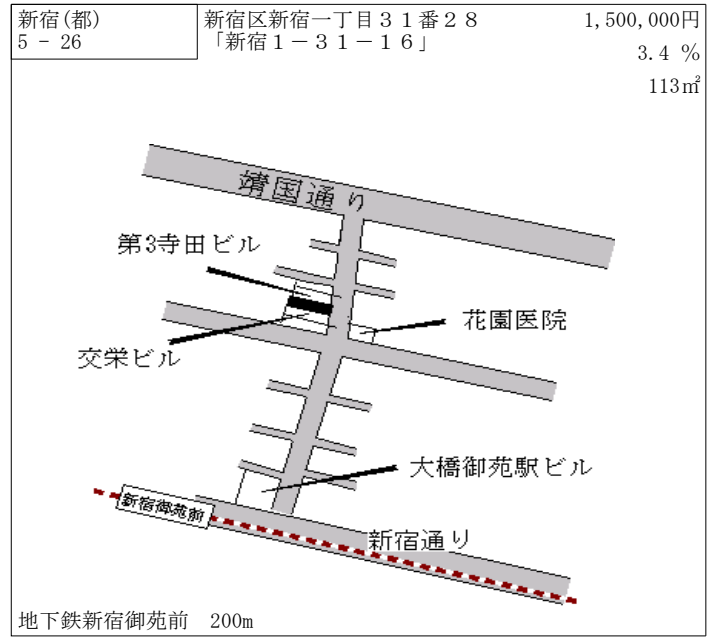 新宿(都)
5 － 26
新宿区新宿一丁目３１番２８
「新宿１－３１－１６」
1,500,000円
3.4 %
113㎡
靖国通り
第3寺田ビル
花園医院
交栄ビル
大橋御苑駅ビル
新宿御苑前
新宿通り
地下鉄新宿御苑前　200m